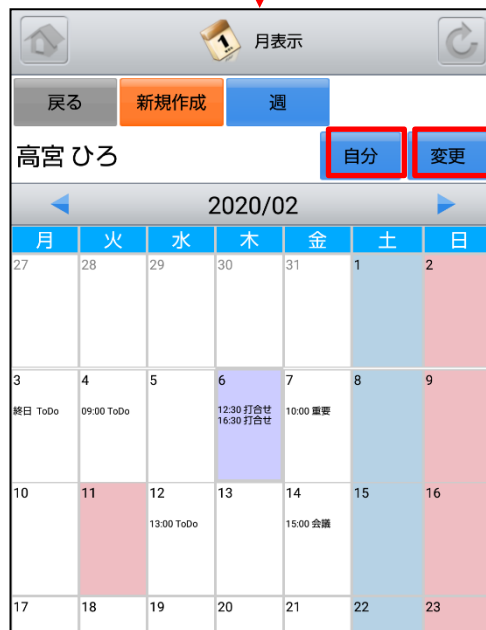 1 月表示
戻る 新規作成 週
高宮 ひろ 自分 変更
2020/02
月 火 水 木 金 土 日
27 28 29 30 31 1 2
3 4 5 6 7 8 9
終日 ToDo 09:00 ToDo 12:30 打合せ 10:00 重要
16:30 打合せ
10 11 12 13 14 15 16
13:00 ToDo 15:00 会議
17 18 19 20 21 22 23